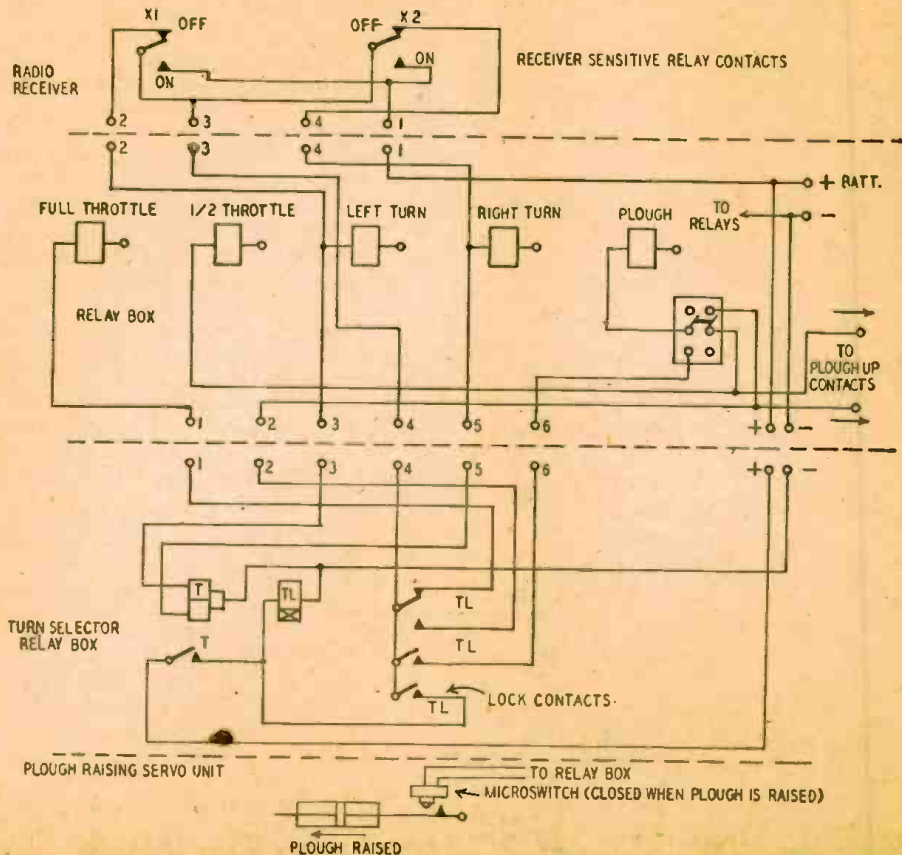 X1
OFF
OFF
X2
ON
ON
RECEIVER SENSITIVE RELAY CONTACTS
RADIO
RECEIVER
2
3
4
1
2
3
4
1
+ BATT.
TO
RELAYS
-
FULL THROTTLE
1/2 THROTTLE
LEFT TURN
RIGHT TURN
PLOUGH
RELAY BOX
TO
PLOUGH UP
CONTACTS
1
2
3
4
5
6
+
-
1
2
3
4
5
6
+
-
T
TL
TL
TURN SELECTOR
RELAY BOX
T
TL
TL
LOCK CONTACTS.
PLOUGH RAISING SERVO UNIT
TO RELAY BOX
MICROSWITCH (CLOSED WHEN PLOUGH IS RAISED)
PLOUGH RAISED